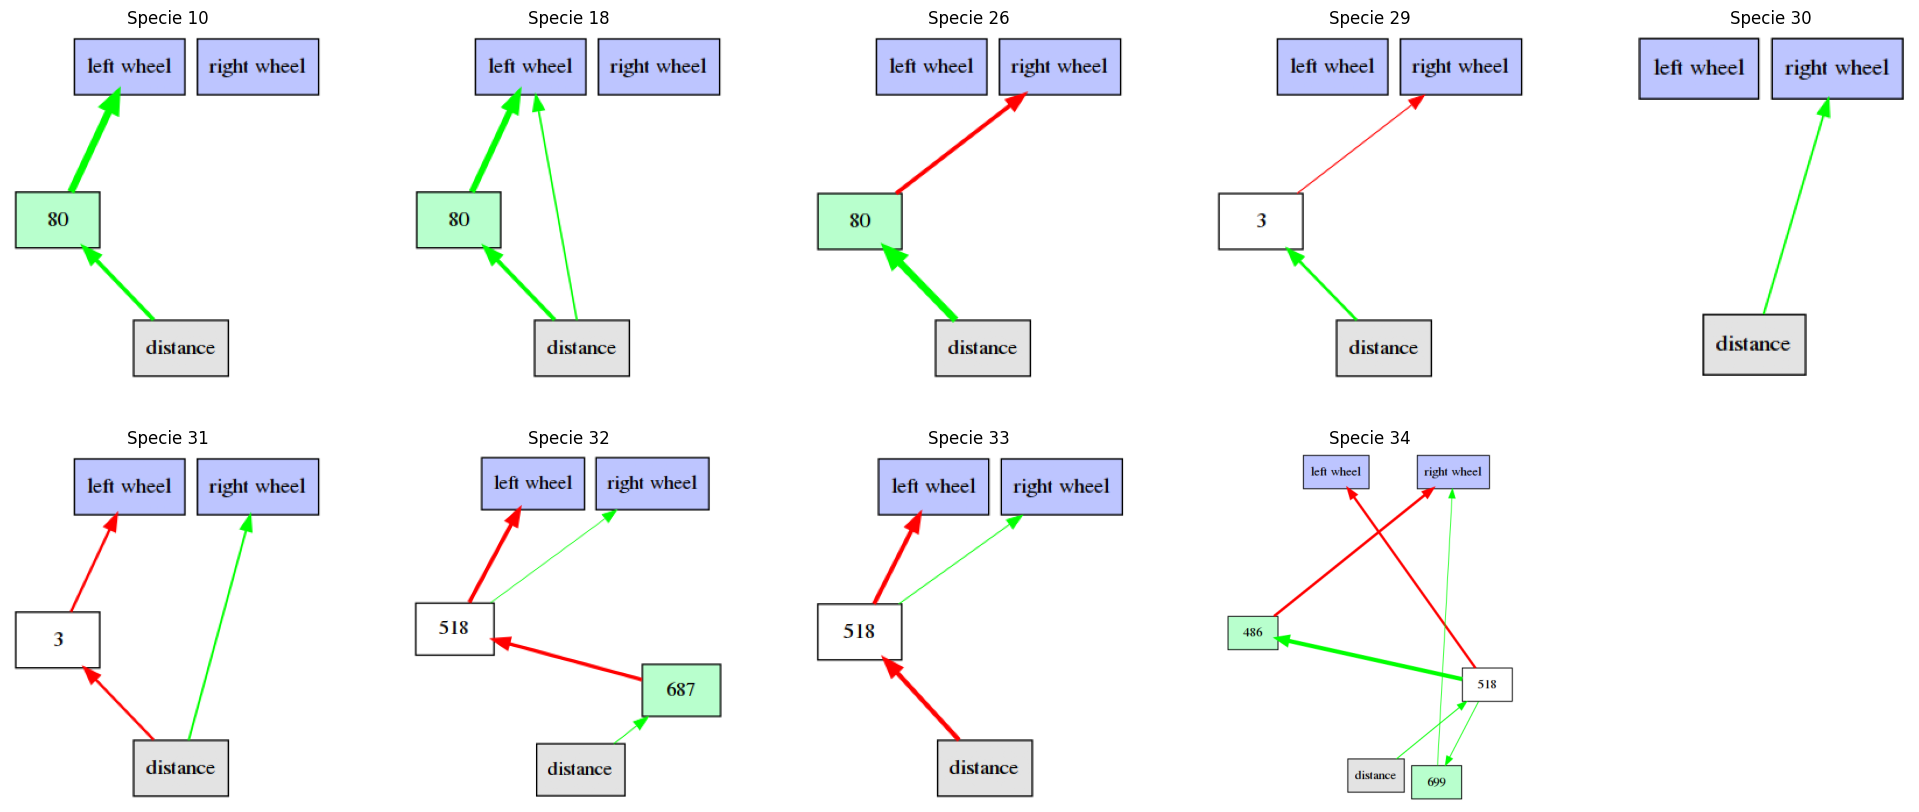 Specie 10
left wheel
right wheel
80
distance
Specie 18
left wheel
right wheel
80
distance
Specie 26
left wheel
right wheel
80
distance
Specie 29
left wheel
right wheel
3
distance
Specie 30
left wheel
right wheel
distance
Specie 31
left wheel
right wheel
3
distance
Specie 32
left wheel
right wheel
518
687
distance
Specie 33
left wheel
right wheel
518
distance
Specie 34
left wheel
right wheel
486
518
distance
699